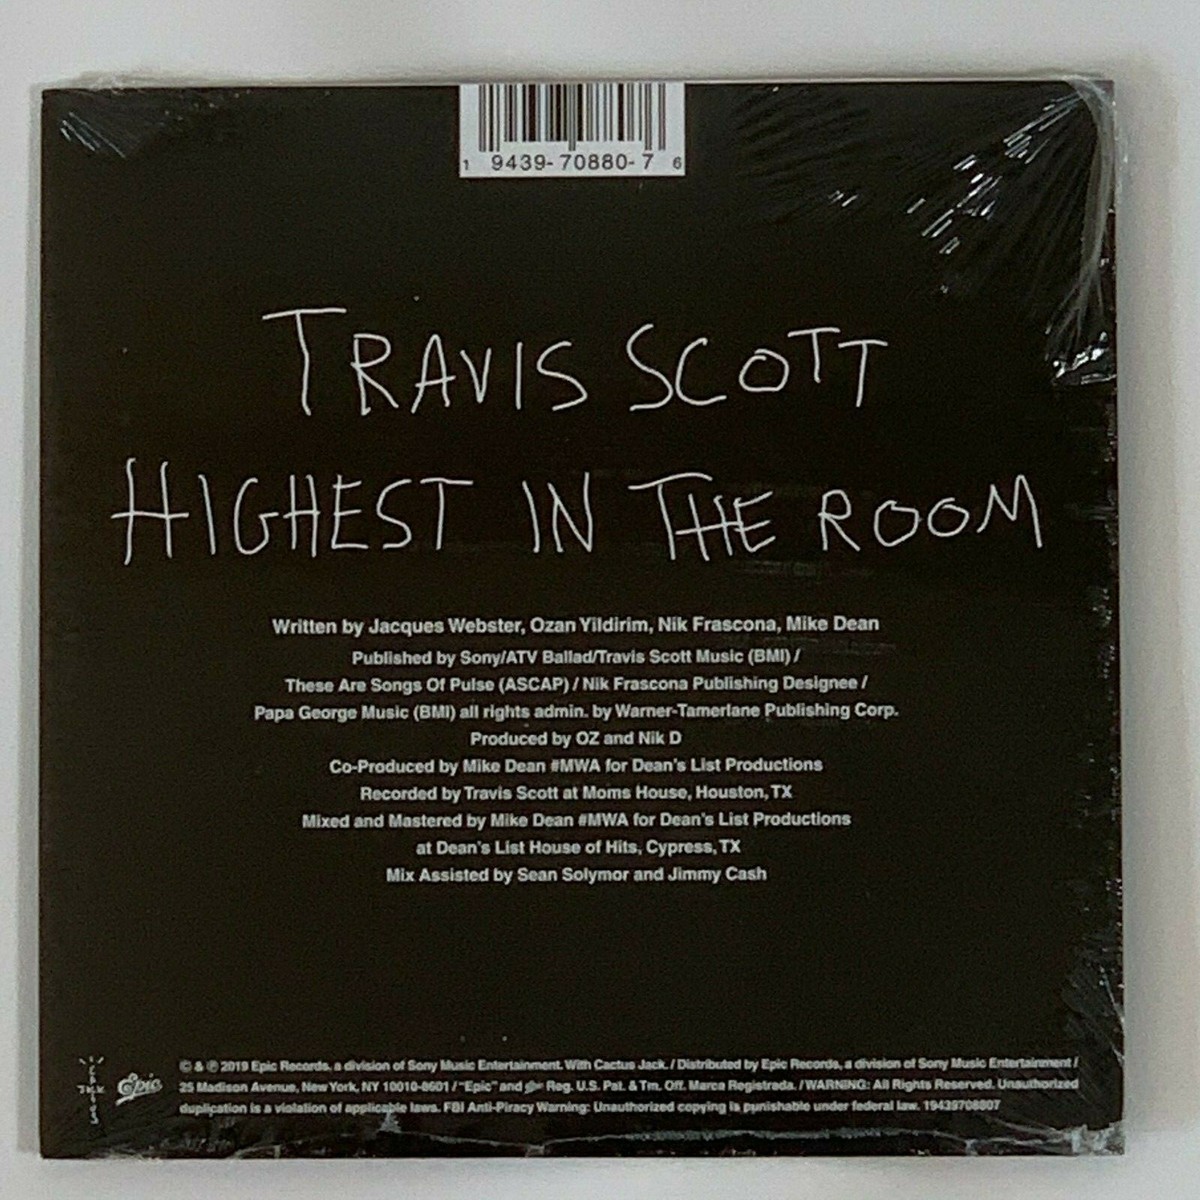 1 9439-70880-7 6
TRAVIS SCOTT
HIGHEST IN THE ROOM
Written by Jacques Webster, Ozan Yildirim, Nik Frascona, Mike Dean
Published by Sony/ATV Ballad/Travis Scott Music (BMI) /
These Are Songs Of Pulse (ASCAP) / Nik Frascona Publishing Designee /
Papa George Music (BMI) all rights admin. by Warner-Tamerlane Publishing Corp.
Produced by OZ and Nik D
Co-Produced by Mike Dean #MWA for Dean's List Productions
Recorded by Travis Scott at Moms House, Houston, TX
Mixed and Mastered by Mike Dean #MWA for Dean's List Productions
at Dean's List House of Hits, Cypress, TX
Mix Assisted by Sean Solymor and Jimmy Cash
© & ℗ 2019 Epic Records, a division of Sony Music Entertainment. With Cactus Jack. / Distributed by Epic Records, a division of Sony Music Entertainment /
25 Madison Avenue, New York, NY 10010-8601 / "Epic" and Reg. U.S. Pat. & Tm. Off. Marca Registrada. / WARNING: All Rights Reserved. Unauthorized
duplication is a violation of applicable laws. FBI Anti-Piracy Warning: Unauthorized copying is punishable under federal law. 19439708807
Epic